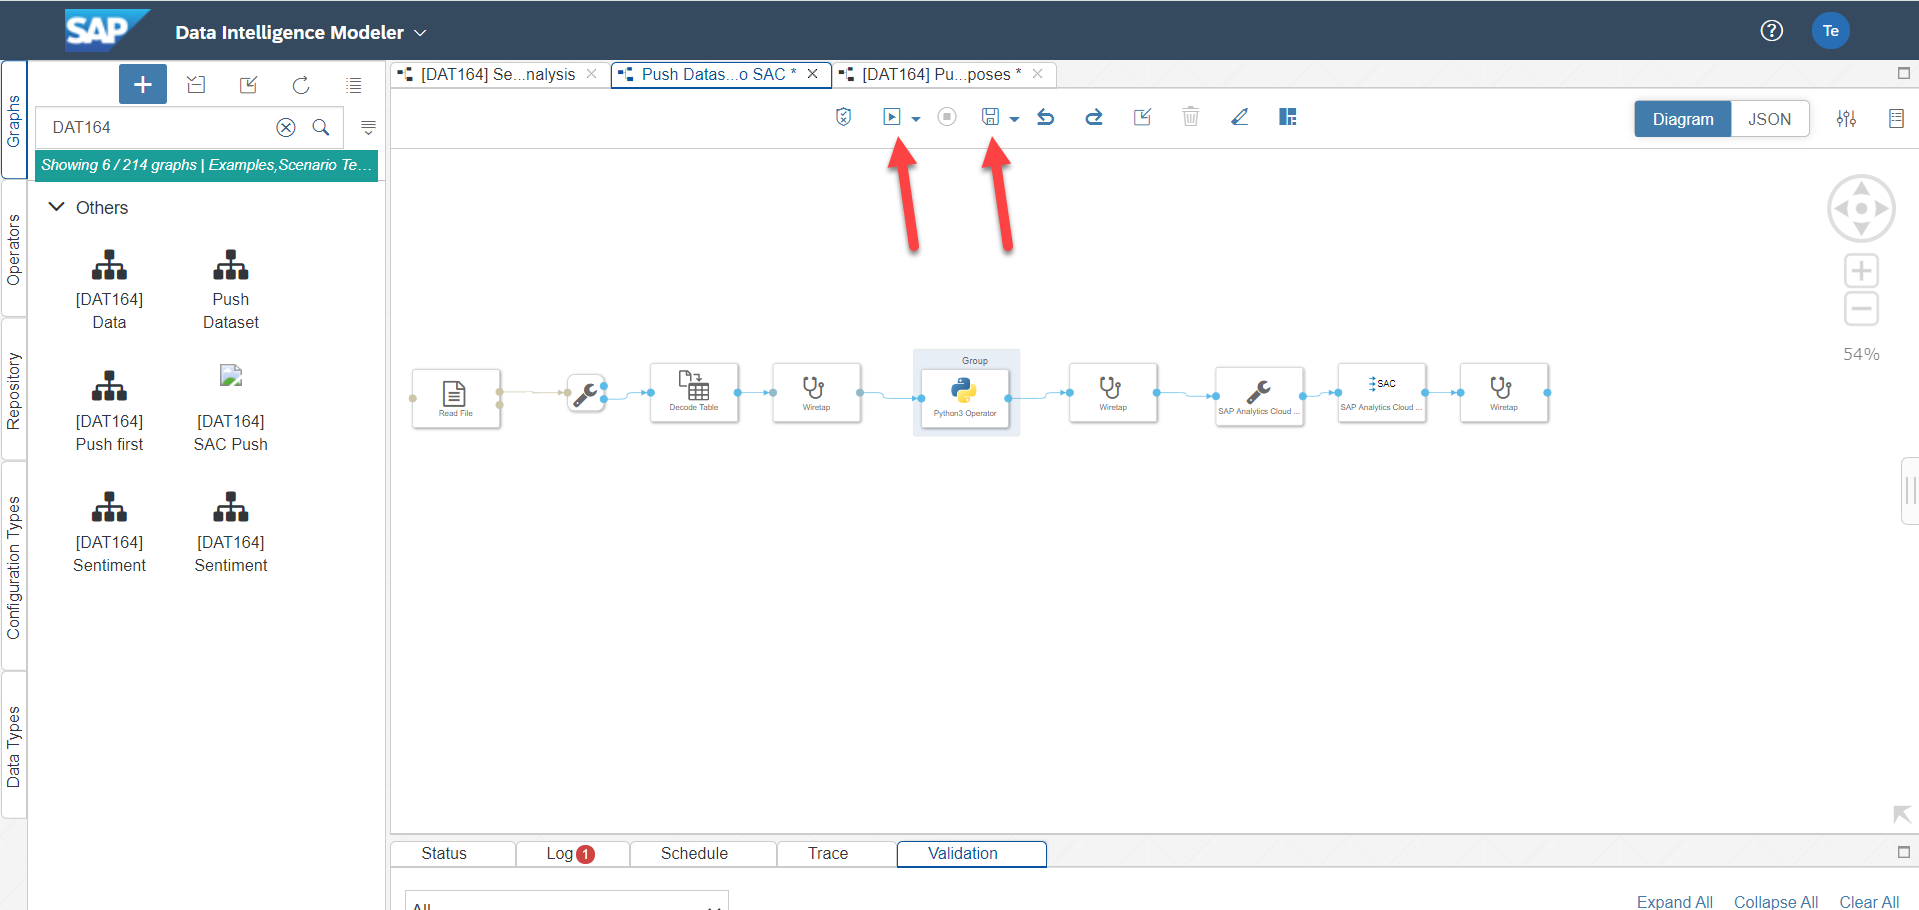 SAP
Data Intelligence Modeler
Te
Graphs
Operators
Repository
Configuration Types
Data Types
DAT164
Showing 6 / 214 graphs | Examples,Scenario Te...
Others
[DAT164]
Data
Push
Dataset
[DAT164]
Push first
[DAT164]
SAC Push
[DAT164]
Sentiment
[DAT164]
Sentiment
[DAT164] Se...nalysis
Push Datas...o SAC *
[DAT164] Pu...poses *
Diagram
JSON
54%
Read File
Decode Table
Wiretap
Group
Python3 Operator
Wiretap
SAP Analytics Cloud ...
SAC
SAP Analytics Cloud ...
Wiretap
Status
Log 1
Schedule
Trace
Validation
All
Expand All
Collapse All
Clear All